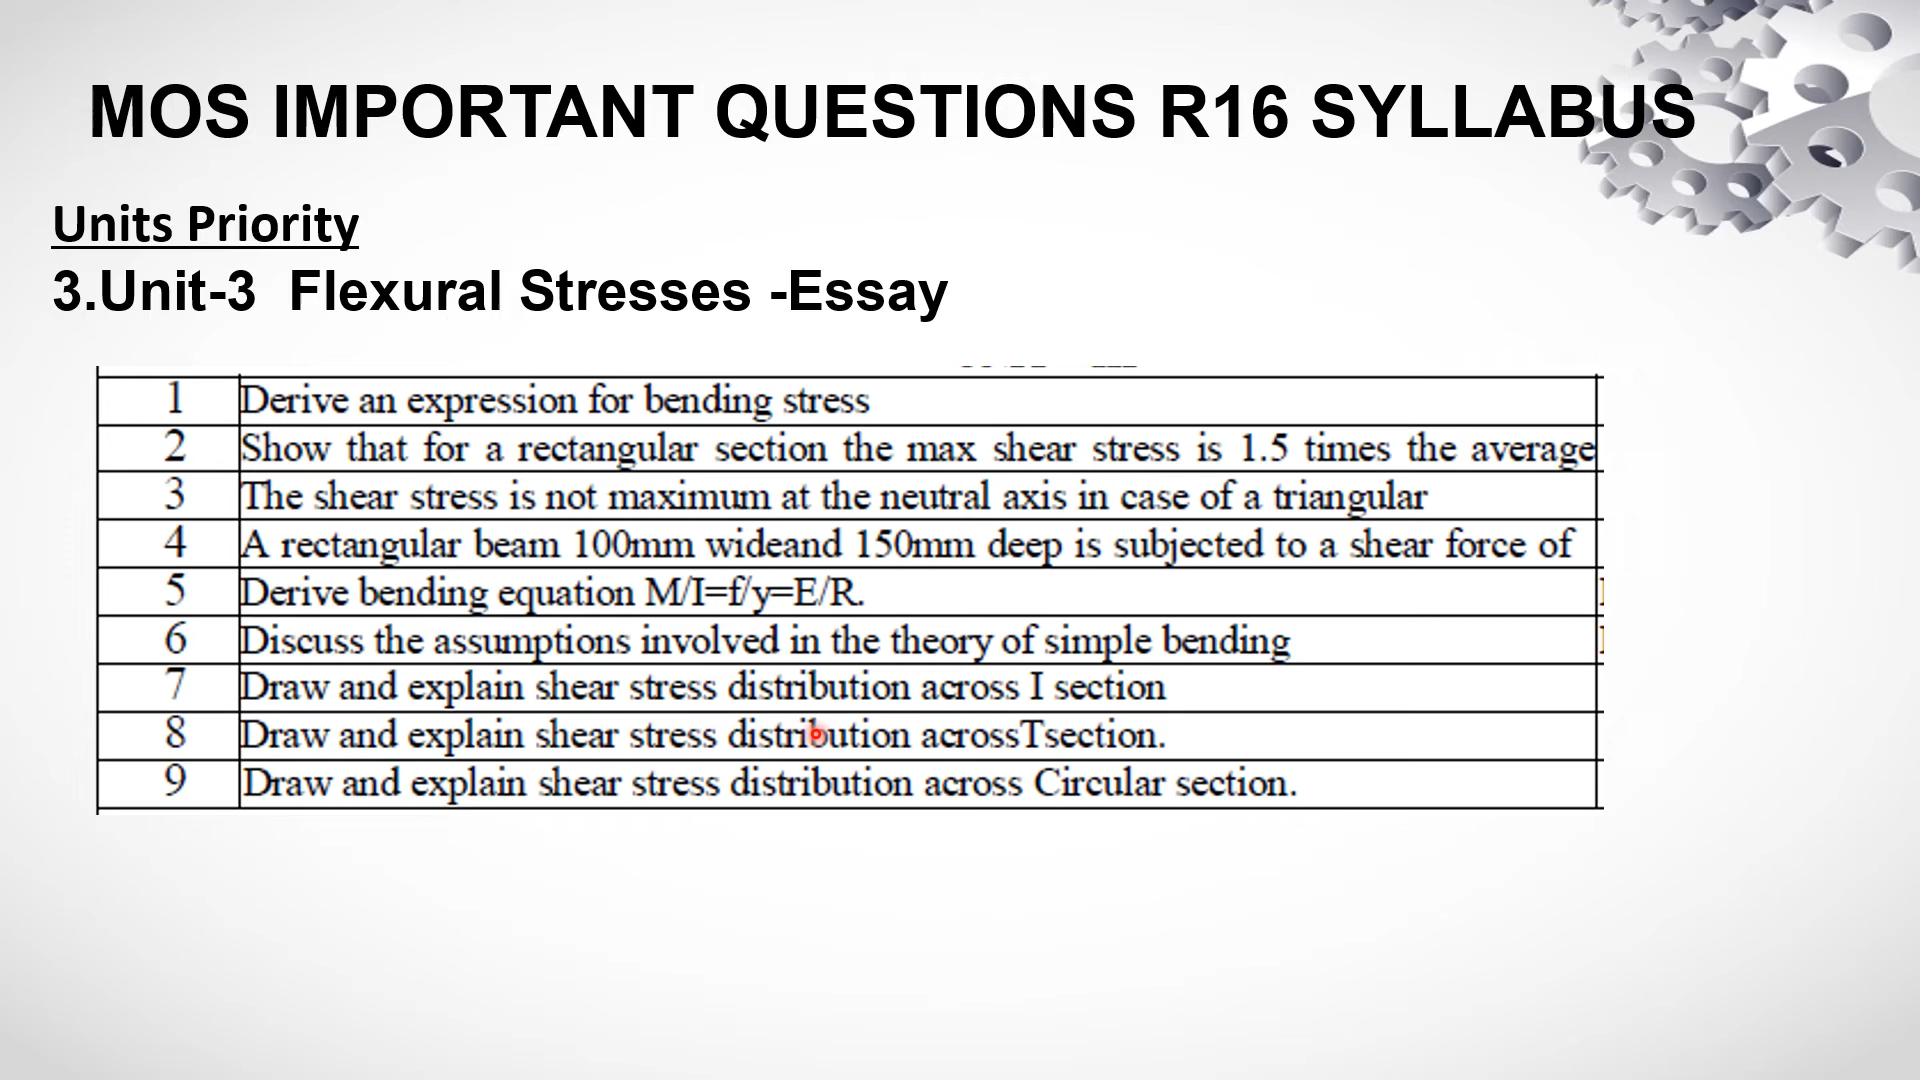 MOS IMPORTANT QUESTIONS R16 SYLLABUS
Units Priority
3.Unit-3 Flexural Stresses -Essay
1 Derive an expression for bending stress
2 Show that for a rectangular section the max shear stress is 1.5 times the average
3 The shear stress is not maximum at the neutral axis in case of a triangular
4 A rectangular beam 100mm wideand 150mm deep is subjected to a shear force of
5 Derive bending equation M/I=f/y=E/R.
6 Discuss the assumptions involved in the theory of simple bending
7 Draw and explain shear stress distribution across I section
8 Draw and explain shear stress distribution acrossTsection.
9 Draw and explain shear stress distribution across Circular section.